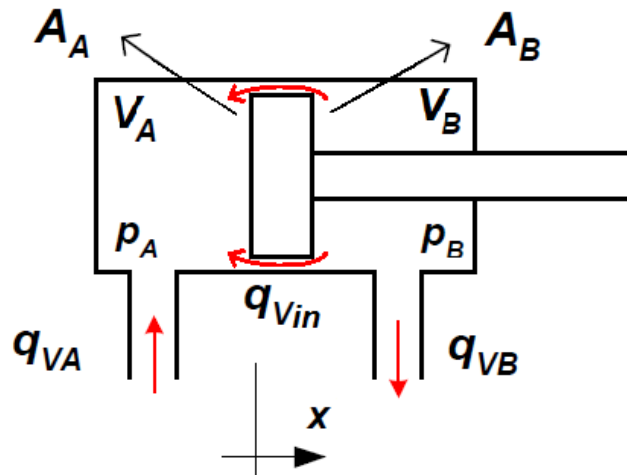 A_A A_B
V_A V_B
p_A p_B
q_Vin
q_VA q_VB
x